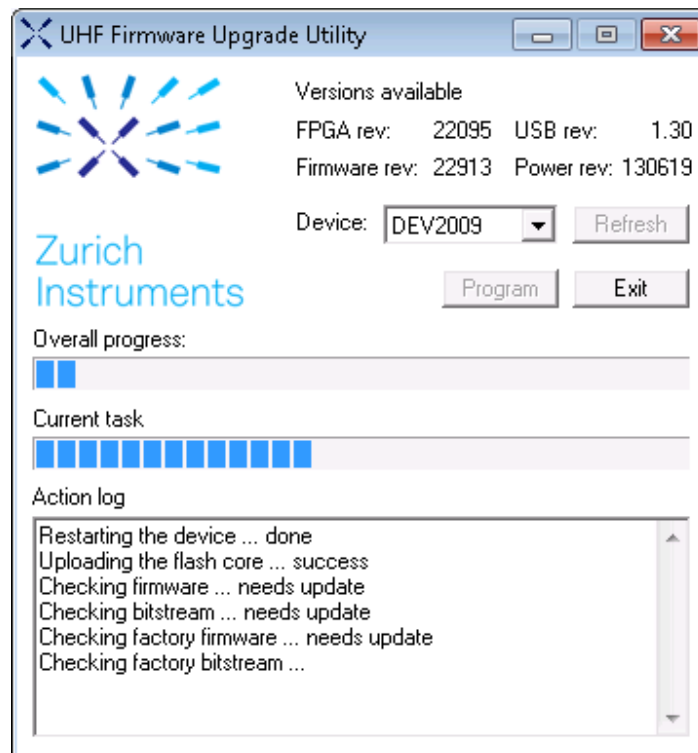 UHF Firmware Upgrade Utility
Versions available
FPGA rev: 22095 USB rev: 1.30
Firmware rev: 22913 Power rev: 130619
Device: DEV2009 Refresh
Zurich
Instruments
Program Exit
Overall progress:
Current task
Action log
Restarting the device ... done
Uploading the flash core ... success
Checking firmware ... needs update
Checking bitstream ... needs update
Checking factory firmware ... needs update
Checking factory bitstream ...